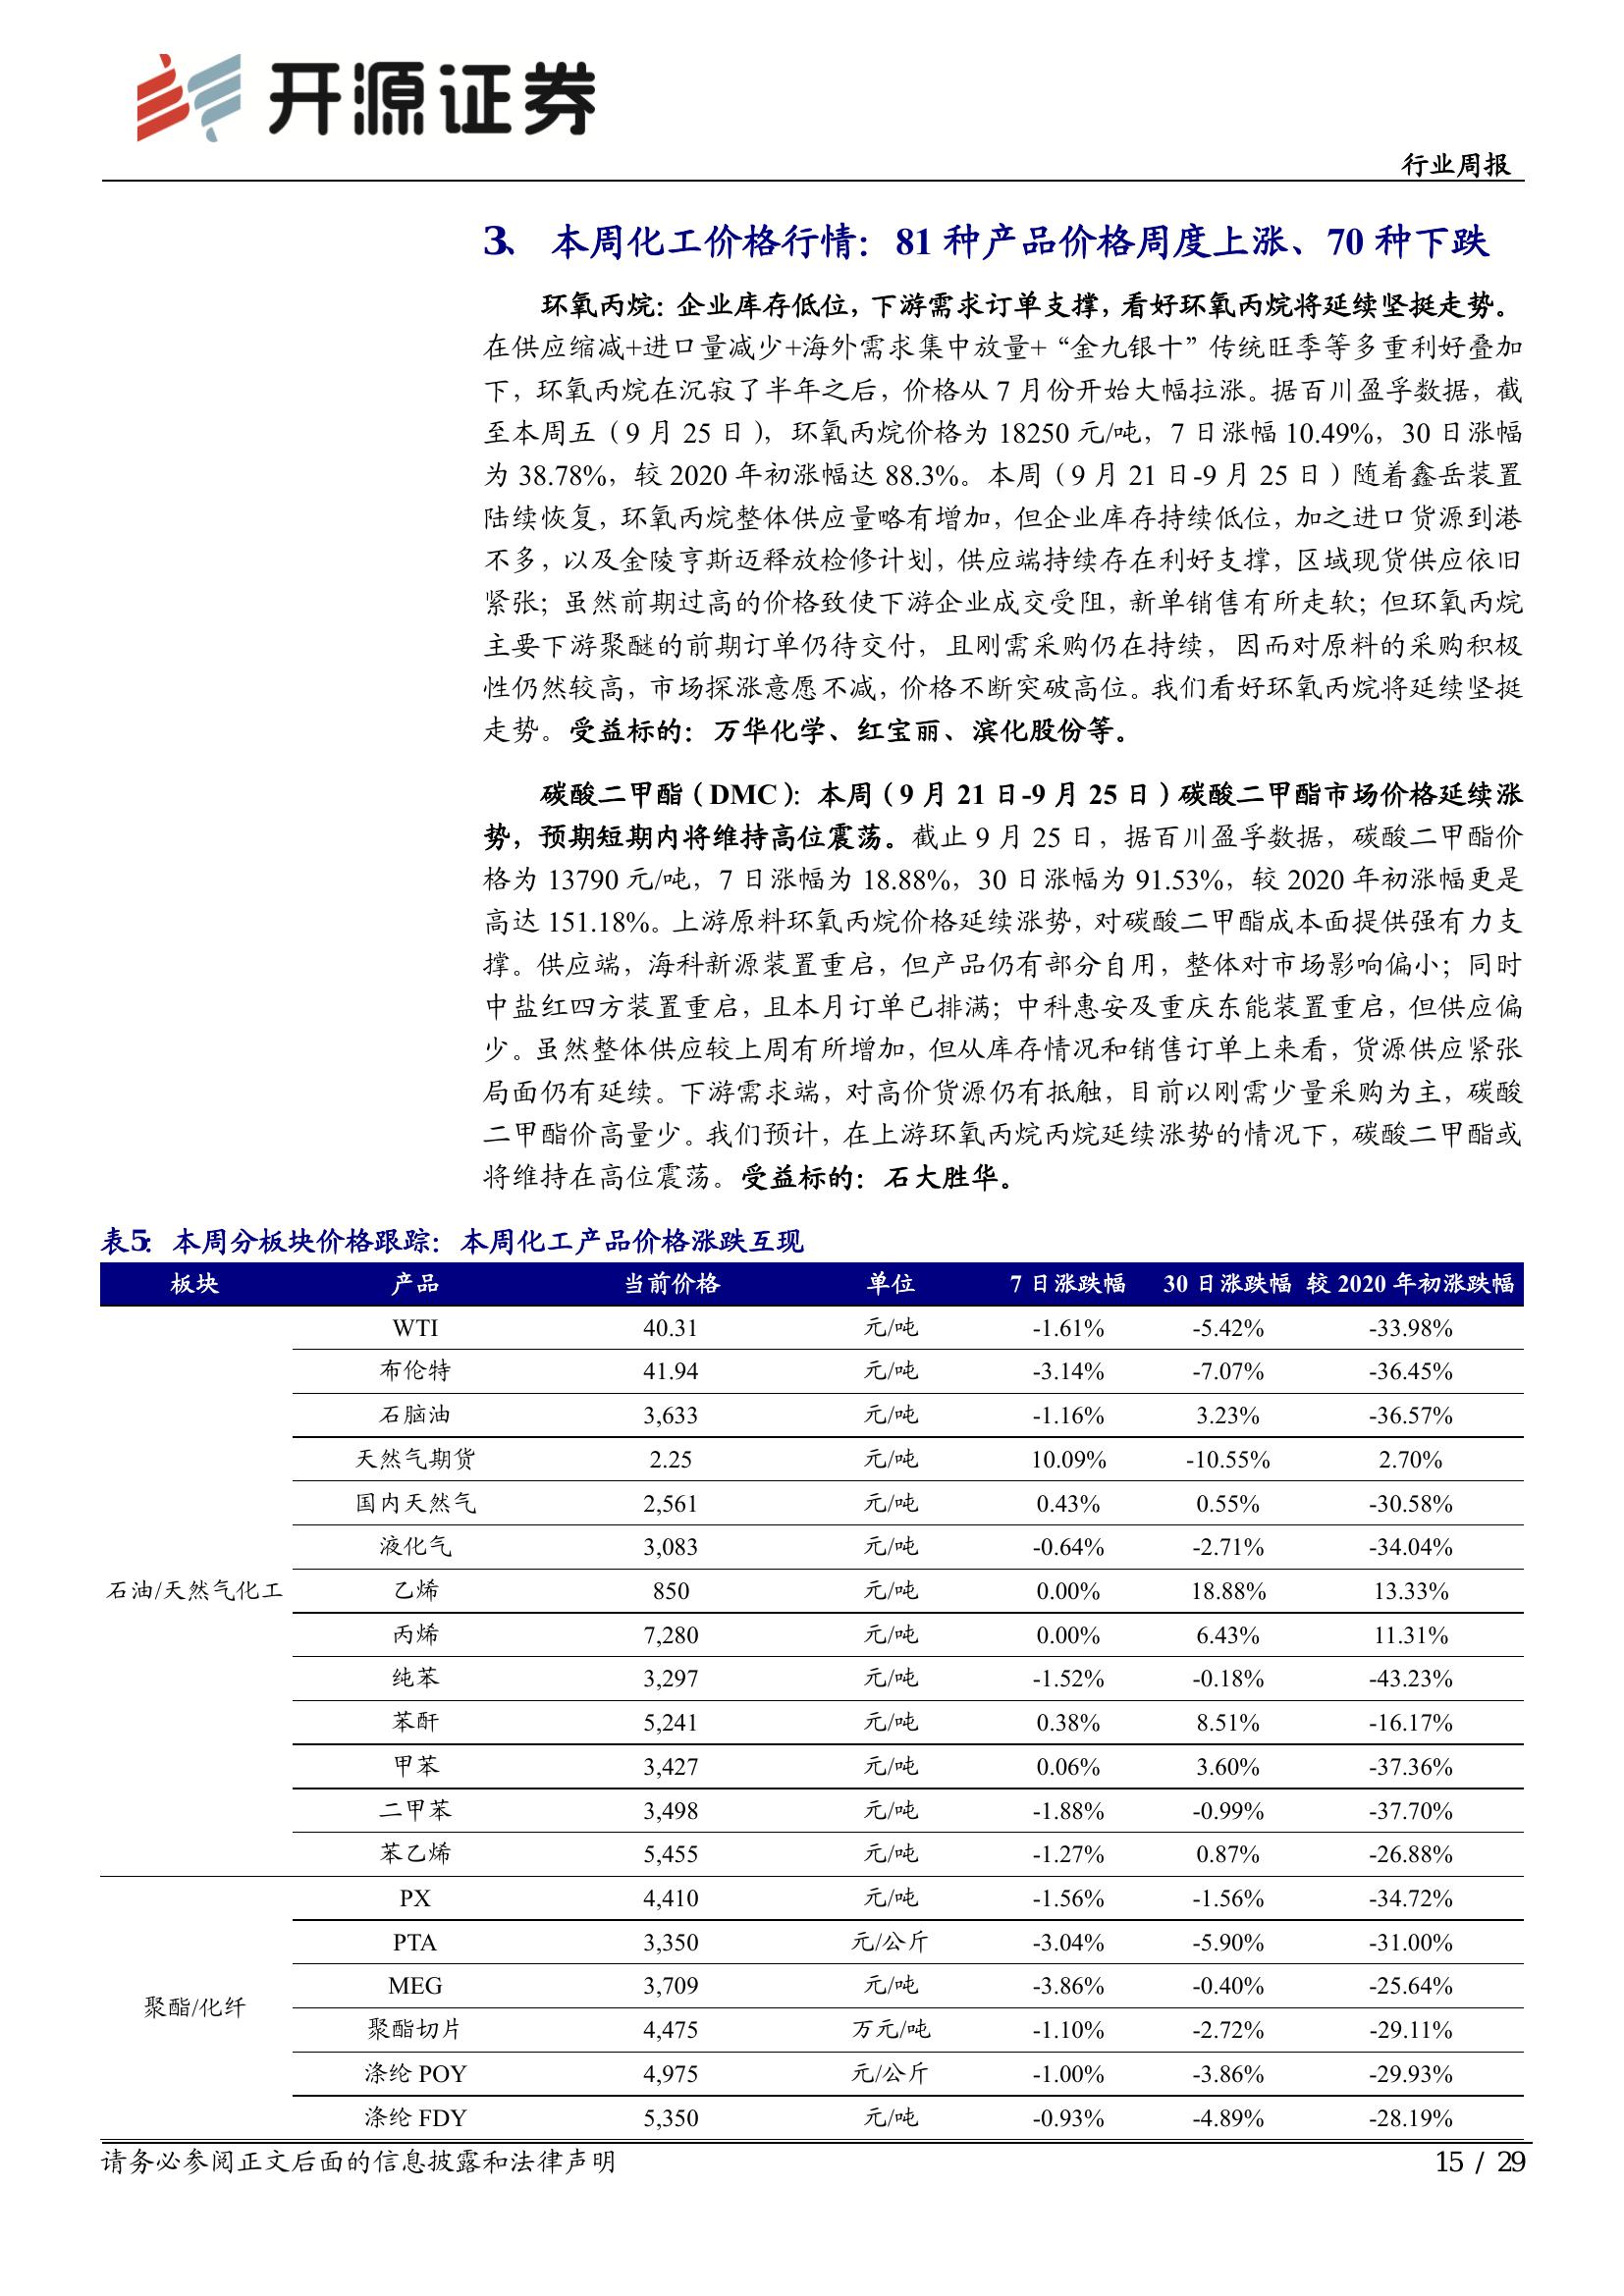 开源证券
行业周报
3、 本周化工价格行情：81 种产品价格周度上涨、70 种下跌
环氧丙烷：企业库存低位，下游需求订单支撑，看好环氧丙烷将延续坚挺走势。
在供应缩减+进口量减少+海外需求集中放量+“金九银十”传统旺季等多重利好叠加
下，环氧丙烷在沉寂了半年之后，价格从 7 月份开始大幅拉涨。据百川盈孚数据，截
至本周五（9 月 25 日），环氧丙烷价格为 18250 元/吨，7 日涨幅 10.49%，30 日涨幅
为 38.78%，较 2020 年初涨幅达 88.3%。本周（9 月 21 日-9 月 25 日）随着鑫岳装置
陆续恢复，环氧丙烷整体供应量略有增加，但企业库存持续低位，加之进口货源到港
不多，以及金陵亨斯迈释放检修计划，供应端持续存在利好支撑，区域现货供应依旧
紧张；虽然前期过高的价格致使下游企业成交受阻，新单销售有所走软；但环氧丙烷
主要下游聚醚的前期订单仍待交付，且刚需采购仍在持续，因而对原料的采购积极
性仍然较高，市场探涨意愿不减，价格不断突破高位。我们看好环氧丙烷将延续坚挺
走势。受益标的：万华化学、红宝丽、滨化股份等。
碳酸二甲酯（DMC）：本周（9 月 21 日-9 月 25 日）碳酸二甲酯市场价格延续涨
势，预期短期内将维持高位震荡。截止 9 月 25 日，据百川盈孚数据，碳酸二甲酯价
格为 13790 元/吨，7 日涨幅为 18.88%，30 日涨幅为 91.53%，较 2020 年初涨幅更是
高达 151.18%。上游原料环氧丙烷价格延续涨势，对碳酸二甲酯成本面提供强有力支
撑。供应端，海科新源装置重启，但产品仍有部分自用，整体对市场影响偏小；同时
中盐红四方装置重启，且本月订单已排满；中科惠安及重庆东能装置重启，但供应偏
少。虽然整体供应较上周有所增加，但从库存情况和销售订单上来看，货源供应紧张
局面仍有延续。下游需求端，对高价货源仍有抵触，目前以刚需少量采购为主，碳酸
二甲酯价高量少。我们预计，在上游环氧丙烷丙烷延续涨势的情况下，碳酸二甲酯或
将维持在高位震荡。受益标的：石大胜华。
表5：本周分板块价格跟踪：本周化工产品价格涨跌互现
板块 产品 当前价格 单位 7 日涨跌幅 30 日涨跌幅 较 2020 年初涨跌幅
WTI 40.31 元/吨 -1.61% -5.42% -33.98%
布伦特 41.94 元/吨 -3.14% -7.07% -36.45%
石脑油 3,633 元/吨 -1.16% 3.23% -36.57%
天然气期货 2.25 元/吨 10.09% -10.55% 2.70%
国内天然气 2,561 元/吨 0.43% 0.55% -30.58%
液化气 3,083 元/吨 -0.64% -2.71% -34.04%
石油/天然气化工 乙烯 850 元/吨 0.00% 18.88% 13.33%
丙烯 7,280 元/吨 0.00% 6.43% 11.31%
纯苯 3,297 元/吨 -1.52% -0.18% -43.23%
苯酐 5,241 元/吨 0.38% 8.51% -16.17%
甲苯 3,427 元/吨 0.06% 3.60% -37.36%
二甲苯 3,498 元/吨 -1.88% -0.99% -37.70%
苯乙烯 5,455 元/吨 -1.27% 0.87% -26.88%
PX 4,410 元/吨 -1.56% -1.56% -34.72%
PTA 3,350 元/公斤 -3.04% -5.90% -31.00%
MEG 3,709 元/吨 -3.86% -0.40% -25.64%
聚酯/化纤
聚酯切片 4,475 万元/吨 -1.10% -2.72% -29.11%
涤纶 POY 4,975 元/公斤 -1.00% -3.86% -29.93%
涤纶 FDY 5,350 元/吨 -0.93% -4.89% -28.19%
请务必参阅正文后面的信息披露和法律声明
15 / 29